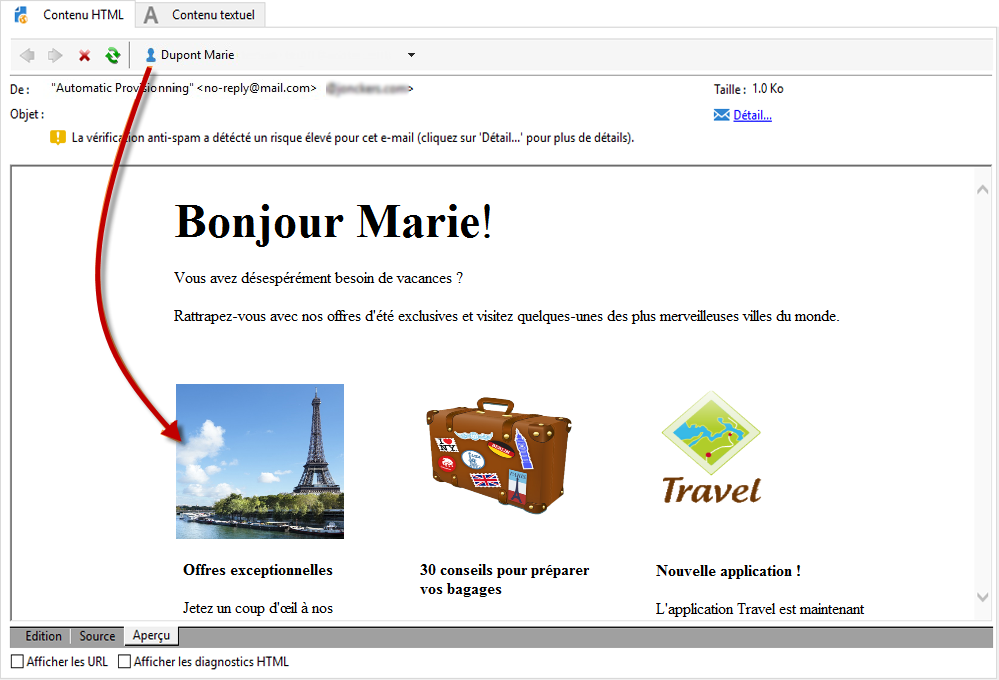 Contenu HTML
Contenu textuel
Dupont Marie
De : "Automatic Provisionning" <no-reply@mail.com> >
Taille : 1.0 Ko
Objet :
Détail...
La vérification anti-spam a détécté un risque élevé pour cet e-mail (cliquez sur 'Détail...' pour plus de détails).
Bonjour Marie!
Vous avez désespérément besoin de vacances ?
Rattrapez-vous avec nos offres d'été exclusives et visitez quelques-unes des plus merveilleuses villes du monde.
I NY
PARIS
Travel
Offres exceptionnelles
Jetez un coup d'œil à nos
30 conseils pour préparer
vos bagages
Nouvelle application !
L'application Travel est maintenant
Edition
Source
Aperçu
Afficher les URL
Afficher les diagnostics HTML